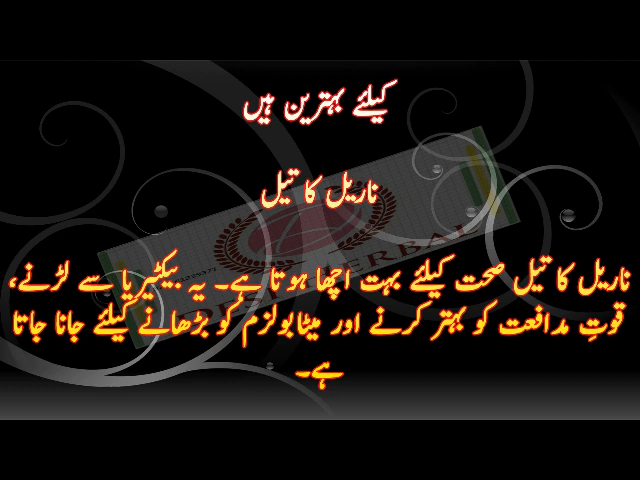 کیلئے بہترین ہیں
ناریل کا تیل
ناریل کا تیل صحت کیلئے بہت اچھا ہوتا ہے۔ یہ بیکٹیریا سے لڑنے،
قوتِ مدافعت کو بہتر کرنے اور میٹابولزم کو بڑھانے کیلئے جانا جاتا
ہے۔